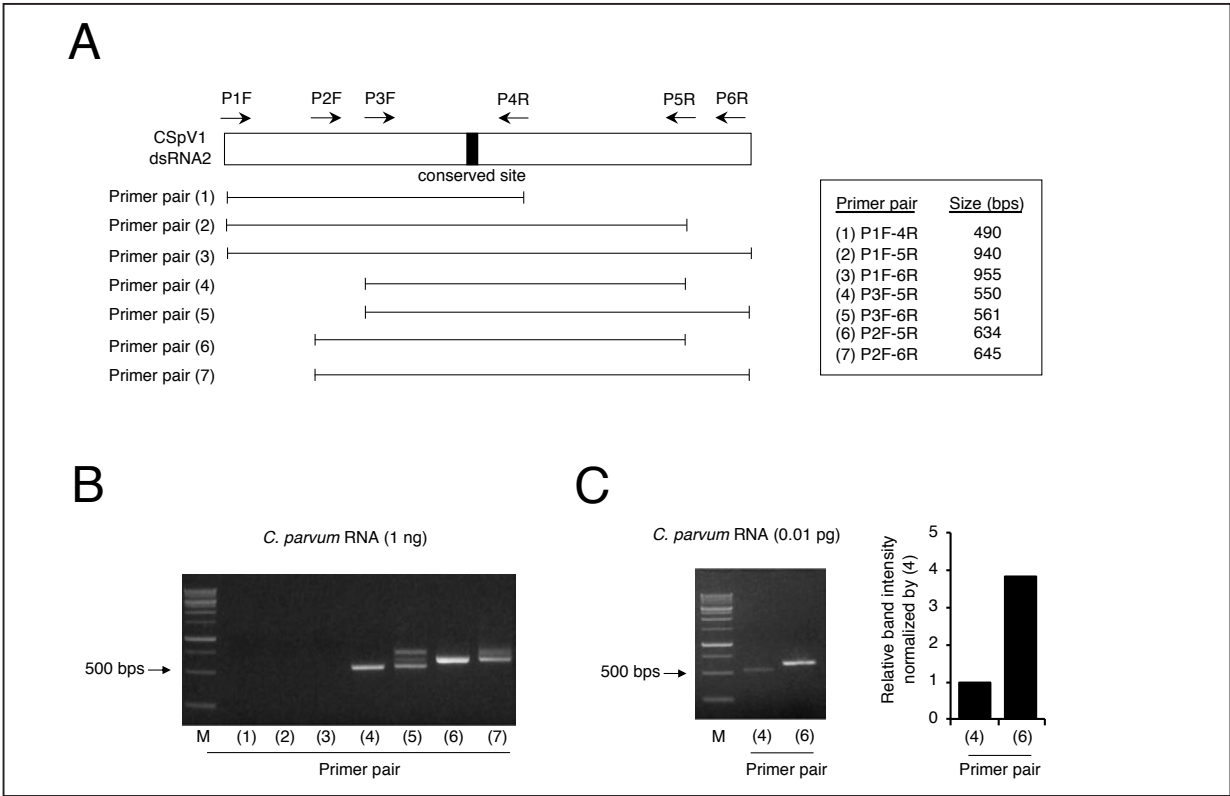 A
P1F P2F P3F P4R P5R P6R
CSpV1
dsRNA2
conserved site
Primer pair (1)
Primer pair (2)
Primer pair (3)
Primer pair (4)
Primer pair (5)
Primer pair (6)
Primer pair (7)
Primer pair Size (bps)
(1) P1F-4R 490
(2) P1F-5R 940
(3) P1F-6R 955
(4) P3F-5R 550
(5) P3F-6R 561
(6) P2F-5R 634
(7) P2F-6R 645
B
C. parvum RNA (1 ng)
500 bps
M (1) (2) (3) (4) (5) (6) (7)
Primer pair
C
C. parvum RNA (0.01 pg)
500 bps
M (4) (6)
Primer pair
Relative band intensity
normalized by (4)
5
4
3
2
1
0
(4) (6)
Primer pair